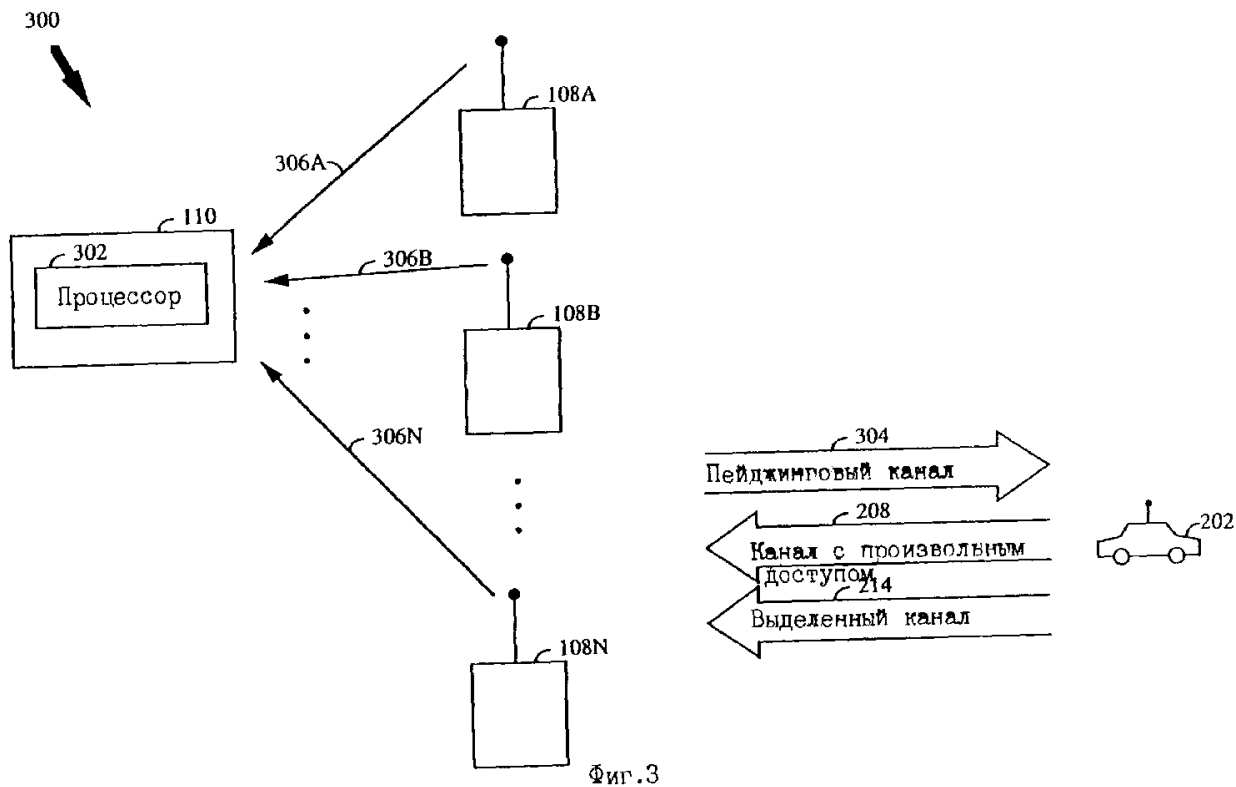 300
108A
306A
110
302
306B
Процессор
108B
306N
304
Пейджинговый канал
208
202
Канал с произвольным
доступом
214
Выделенный канал
108N
Фиг.3